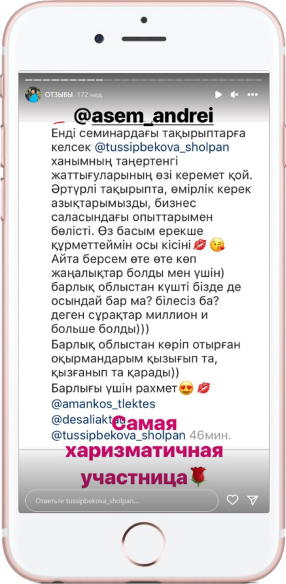 ОТЗЫВЫ 172 нед.
@asem_andrei
Енді семинардағы тақырыптарға
келсек @tussipbekova_sholpan
ханымның таңертенгі
жаттығуларының өзі керемет қой.
Әртүрлі тақырыпта, өмірлік керек
азықтарымызды, бизнес
саласындағы опыттарымен
бөлісті. Өз басым ерекше
құрметтеймін осы кісіні💋😘
Айта берсем өте өте көп
жаңалықтар болды мен үшін)
барлық облыстан күшті бізде де
осындай бар ма? білесіз ба?
деген сұрақтар миллион и
больше болды)))
Барлық облыстан көріп отырған
оқырмандарым қызығып та,
қызғанып та қарады))
Барлығы үшін рахмет😍💋
@amankos_tlektes
@desaliaktau
@tussipbekova_sholpan 46мин.
Самая
харизматичная
участница🌹
Ответьте tussipbekova_sholpan...